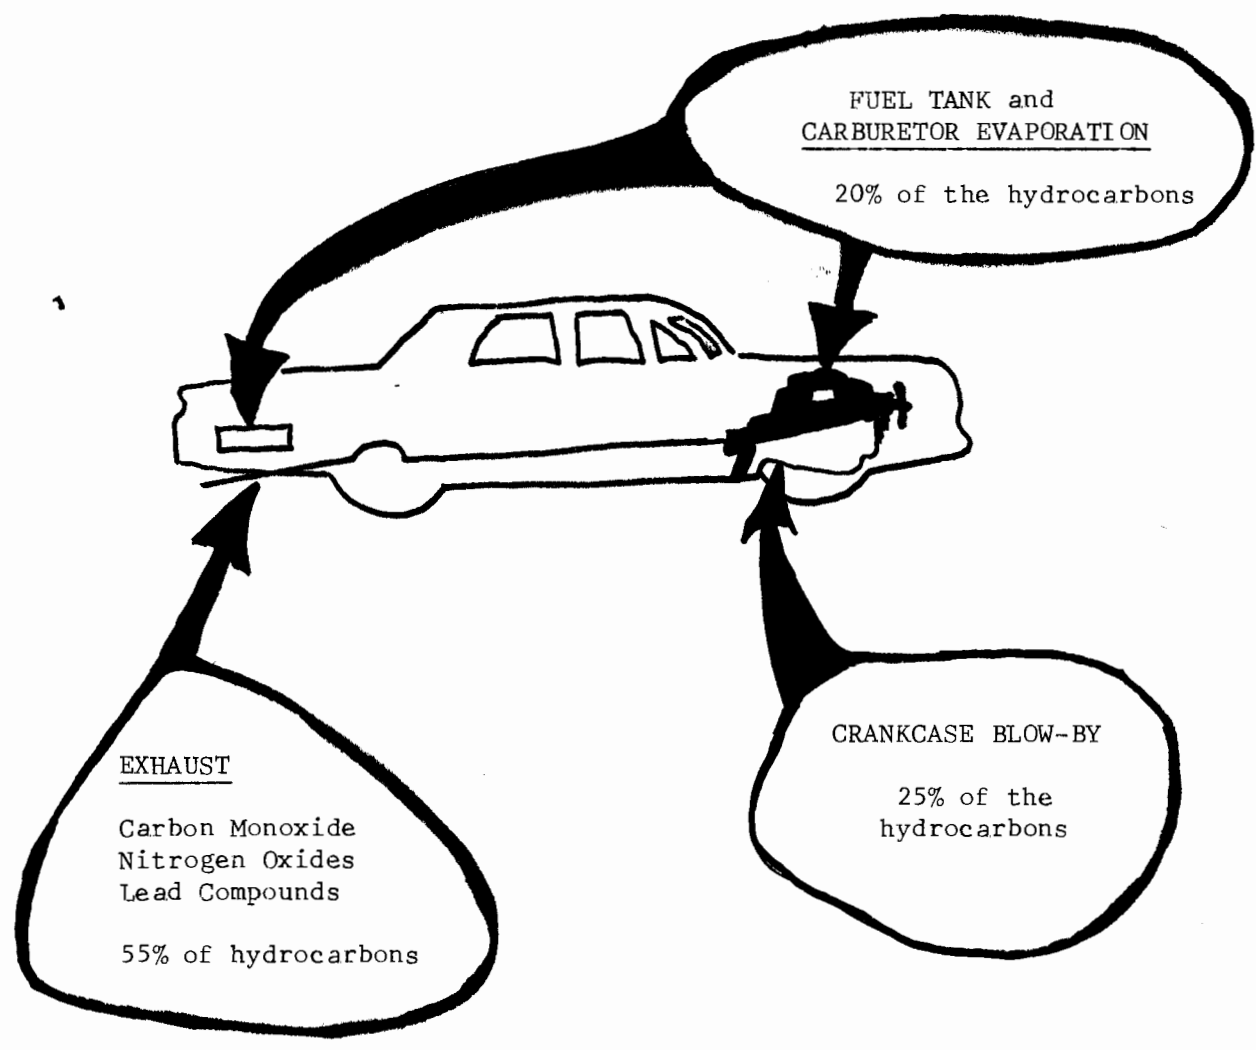 FUEL TANK and
CARBURETOR EVAPORATION
20% of the hydrocarbons
EXHAUST
Carbon Monoxide
Nitrogen Oxides
Lead Compounds
55% of hydrocarbons
CRANKCASE BLOW-BY
25% of the
hydrocarbons